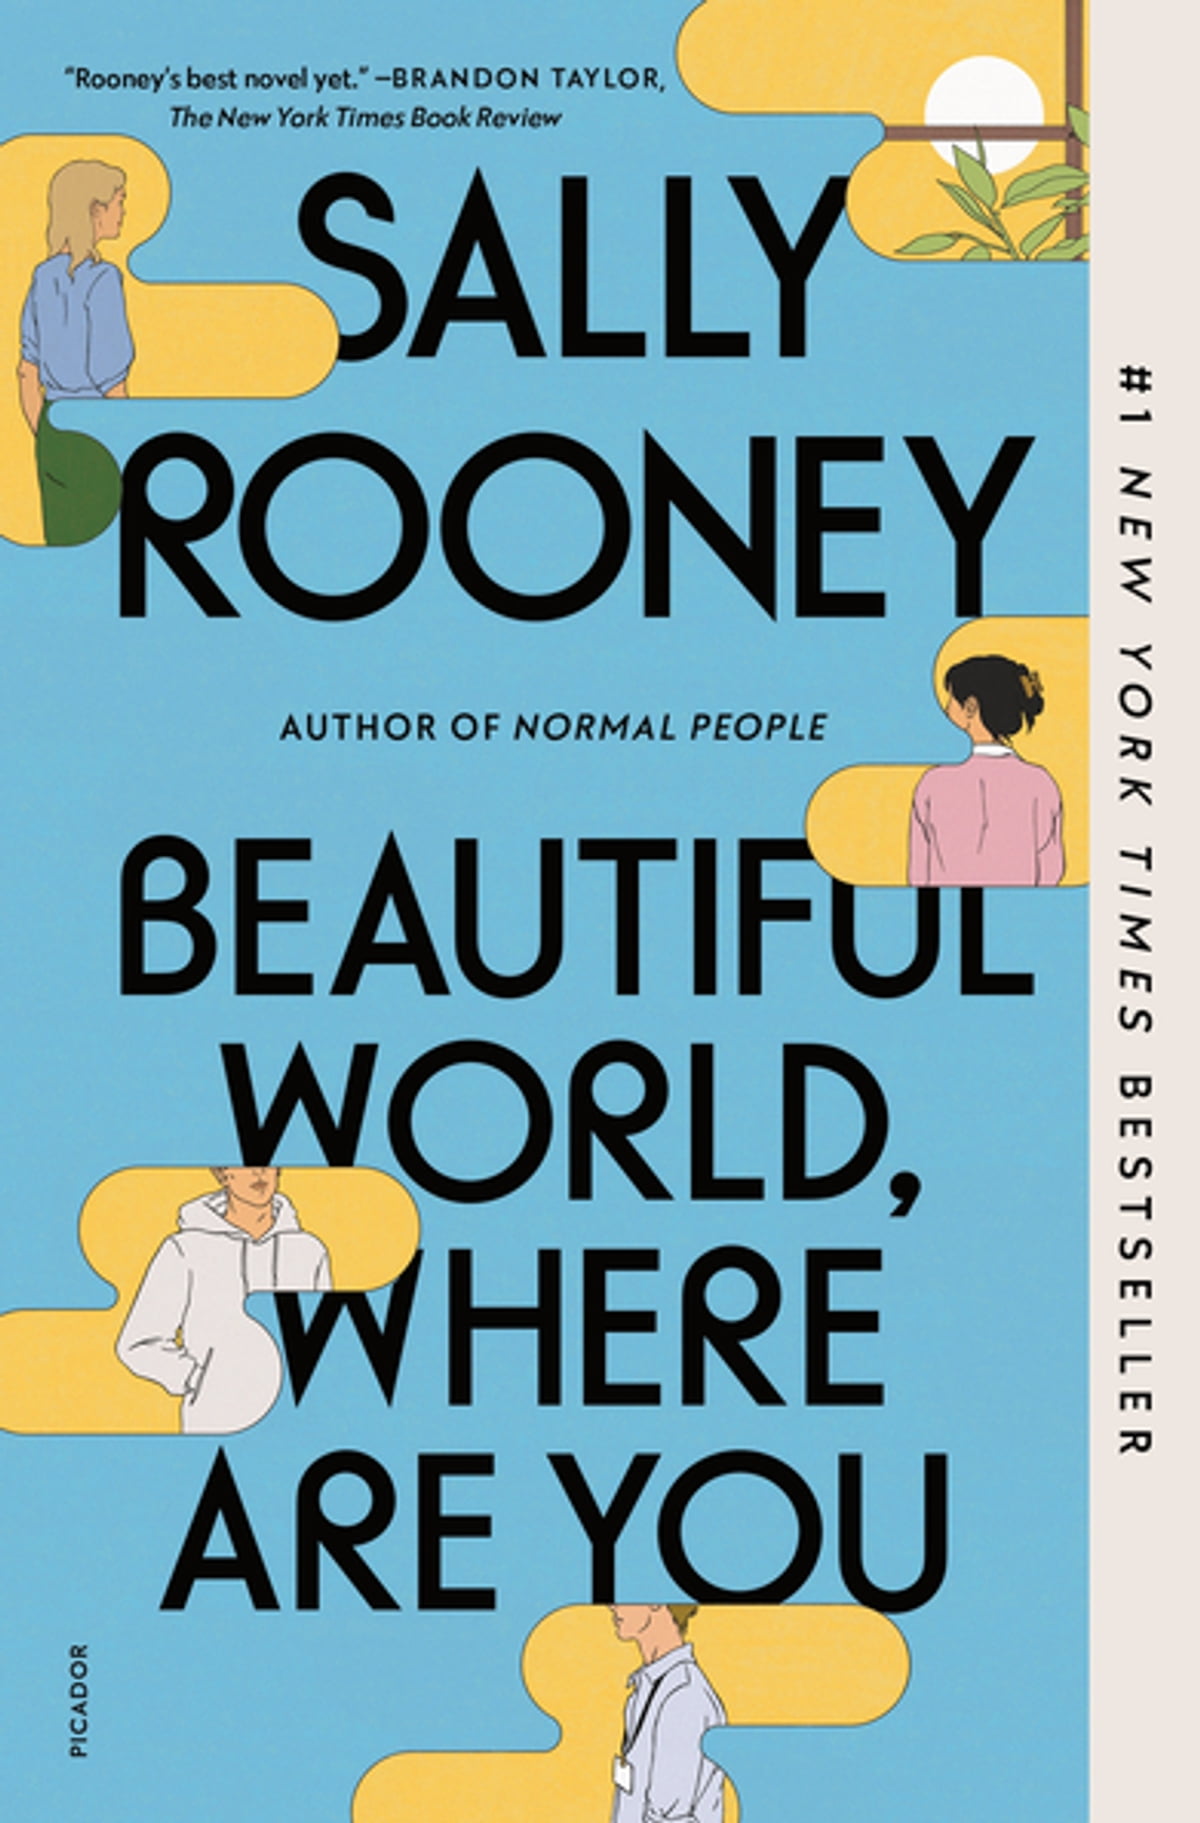 “Rooney’s best novel yet.” —BRANDON TAYLOR,
The New York Times Book Review
SALLY
ROONEY
AUTHOR OF NORMAL PEOPLE
BEAUTIFUL
WORLD,
WHERE
ARE YOU
PICADOR
#1 NEW YORK TIMES BESTSELLER